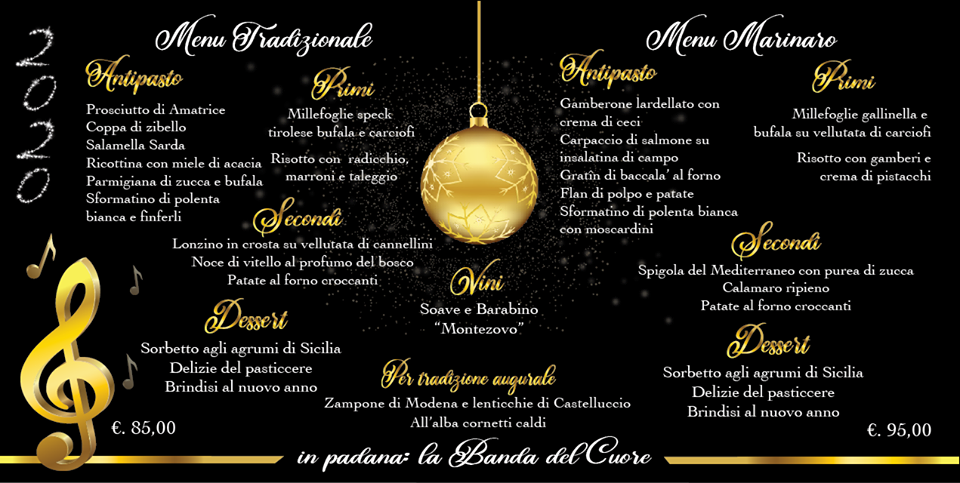 2020
Menu Tradizionale
Antipasto
Prosciutto di Amatrice
Coppa di zibello
Salamella Sarda
Ricottina con miele di acacia
Parmigiana di zucca e bufala
Sformatino di polenta
bianca e finferli
Primi
Millefoglie speck
tirolese bufala e carciofi
Risotto con radicchio,
marroni e taleggio
Secondi
Lonzino in crosta su vellutata di cannellini
Noce di vitello al profumo del bosco
Patate al forno croccanti
Dessert
Sorbetto agli agrumi di Sicilia
Delizie del pasticcere
Brindisi al nuovo anno
€. 85,00
Vini
Soave e Barabino
“Montezovo”
Per tradizione augurale
Zampone di Modena e lenticchie di Castelluccio
All'alba cornetti caldi
Menu Marinaro
Antipasto
Gamberone lardellato con
crema di ceci
Carpaccio di salmone su
insalatina di campo
Gratîn di baccala' al forno
Flan di polpo e patate
Sformatino di polenta bianca
con moscardini
Primi
Millefoglie gallinella e
bufala su vellutata di carciofi
Risotto con gamberi e
crema di pistacchi
Secondi
Spigola del Mediterraneo con purea di zucca
Calamaro ripieno
Patate al forno croccanti
Dessert
Sorbetto agli agrumi di Sicilia
Delizie del pasticcere
Brindisi al nuovo anno
€. 95,00
in padana: la Banda del Cuore